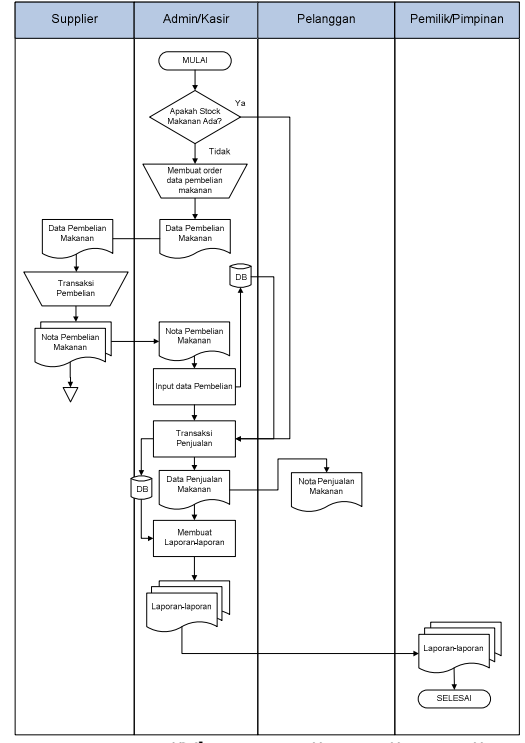 Supplier
Admin/Kasir
Pelanggan
Pemilik/Pimpinan
MULAI
Apakah Stock
Makanan Ada?
Ya
Tidak
Membuat order
data pembelian
makanan
Data Pembelian
Makanan
Data Pembelian
Makanan
Transaksi
Pembelian
DB
Nota Pembelian
Makanan
Nota Pembelian
Makanan
Input data Pembelian
Transaksi
Penjualan
DB
Data Penjualan
Makanan
Nota Penjualan
Makanan
Membuat
Laporan-laporan
Laporan-laporan
Laporan-laporan
SELESAI